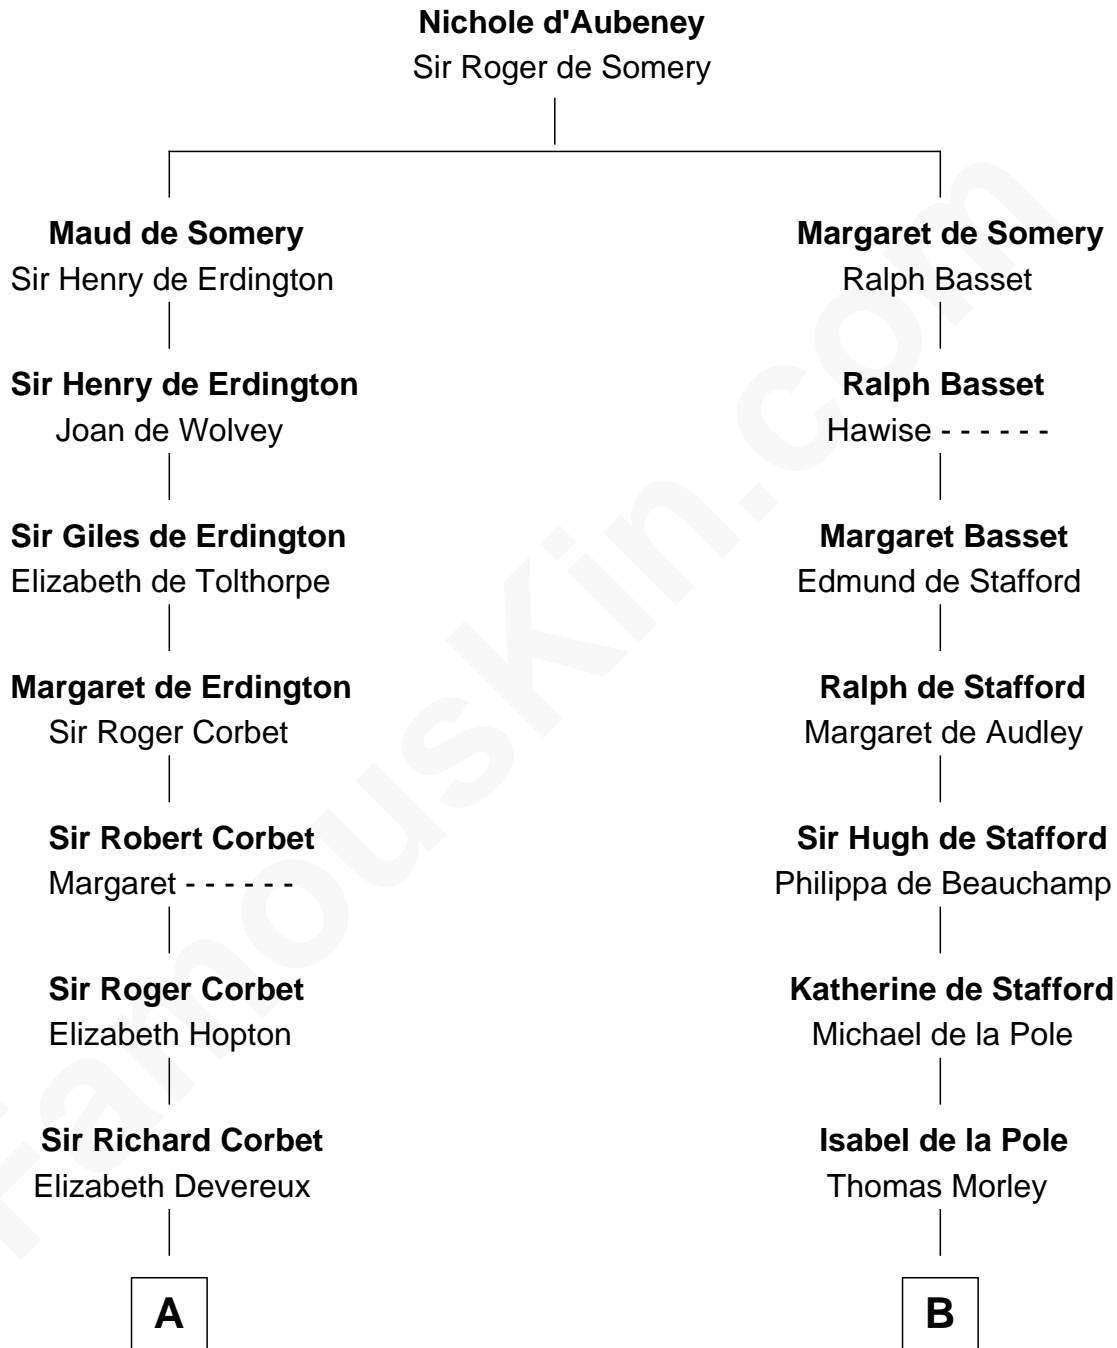 Nichole d'Aubeney
Sir Roger de Somery
Maud de Somery
Sir Henry de Erdington
Margaret de Somery
Ralph Basset
Sir Henry de Erdington
Joan de Wolvey
Ralph Basset
Hawise - - - - - -
Sir Giles de Erdington
Elizabeth de Tolthorpe
Margaret Basset
Edmund de Stafford
Margaret de Erdington
Sir Roger Corbet
Ralph de Stafford
Margaret de Audley
Sir Robert Corbet
Margaret - - - - - -
Sir Hugh de Stafford
Philippa de Beauchamp
Sir Roger Corbet
Elizabeth Hopton
Katherine de Stafford
Michael de la Pole
Sir Richard Corbet
Elizabeth Devereux
Isabel de la Pole
Thomas Morley
A
B
FamousKin.com